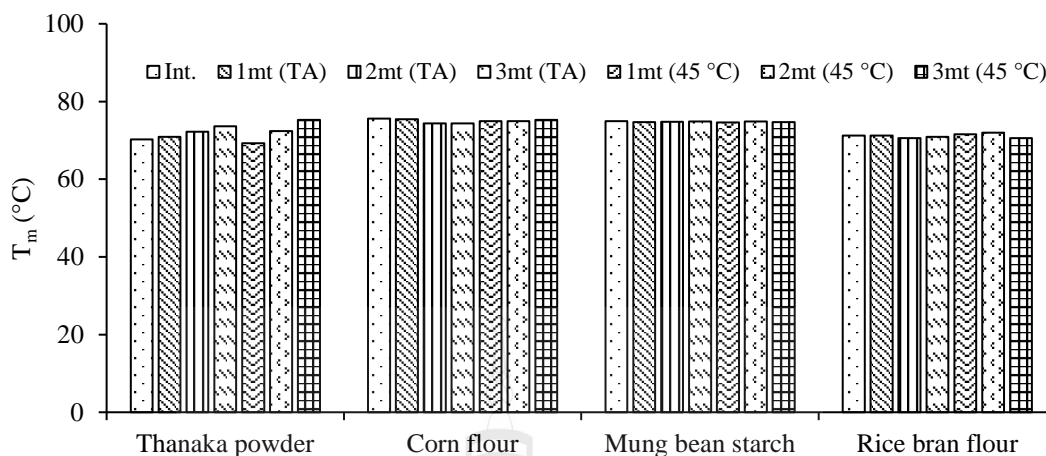 100
Int. 1mt (TA) 2mt (TA) 3mt (TA) 1mt (45 °C) 2mt (45 °C) 3mt (45 °C)
80
60
40
20
0
Tm (°C)
Thanaka powder Corn flour Mung bean starch Rice bran flour